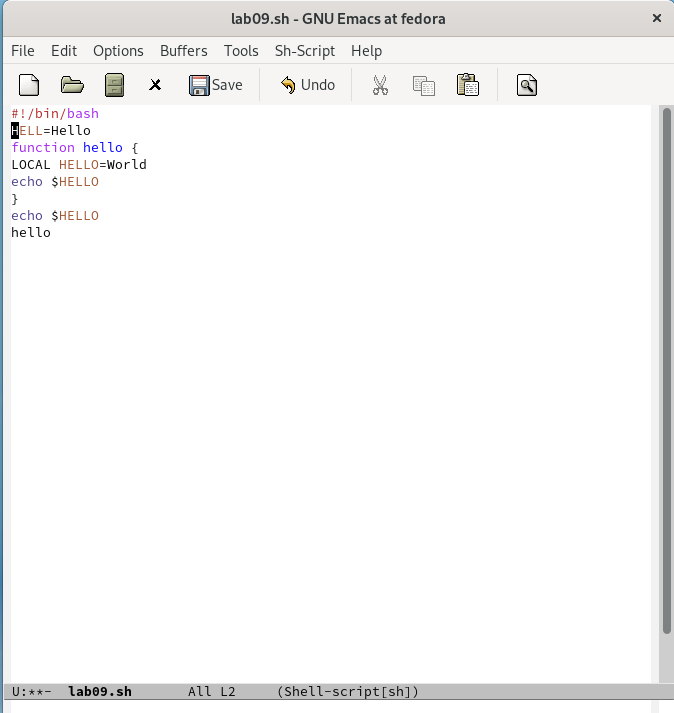 lab09.sh - GNU Emacs at fedora ×
File Edit Options Buffers Tools Sh-Script Help
Save Undo
#!/bin/bash
HELL=Hello
function hello {
LOCAL HELLO=World
echo $HELLO
}
echo $HELLO
hello
U:**- lab09.sh All L2 (Shell-script[sh])